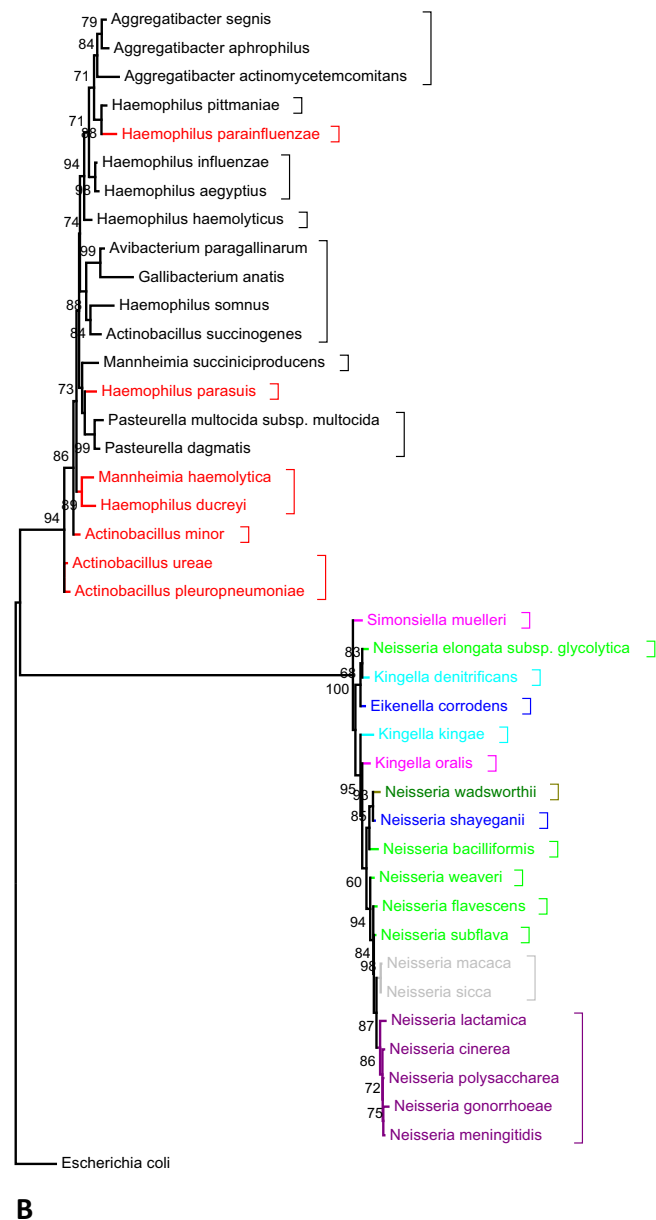 79
Aggregatibacter segnis
84
Aggregatibacter aphrophilus
71
Aggregatibacter actinomycetemcomitans
Haemophilus pittmaniae
71
88
Haemophilus parainfluenzae
94
Haemophilus influenzae
98
Haemophilus aegyptius
74
Haemophilus haemolyticus
99
Avibacterium paragallinarum
Gallibacterium anatis
88
Haemophilus somnus
84
Actinobacillus succinogenes
Mannheimia succiniciproducens
73
Haemophilus parasuis
Pasteurella multocida subsp. multocida
99
Pasteurella dagmatis
86
Mannheimia haemolytica
89
Haemophilus ducreyi
94
Actinobacillus minor
Actinobacillus ureae
Actinobacillus pleuropneumoniae
Simonsiella muelleri
83
Neisseria elongata subsp. glycolytica
68
Kingella denitrificans
100
Eikenella corrodens
Kingella kingae
Kingella oralis
95
93
Neisseria wadsworthii
85
Neisseria shayeganii
Neisseria bacilliformis
60
Neisseria weaveri
Neisseria flavescens
94
Neisseria subflava
84
98
Neisseria macaca
Neisseria sicca
87
Neisseria lactamica
86
Neisseria cinerea
72
Neisseria polysaccharea
75
Neisseria gonorrhoeae
Neisseria meningitidis
Escherichia coli
B